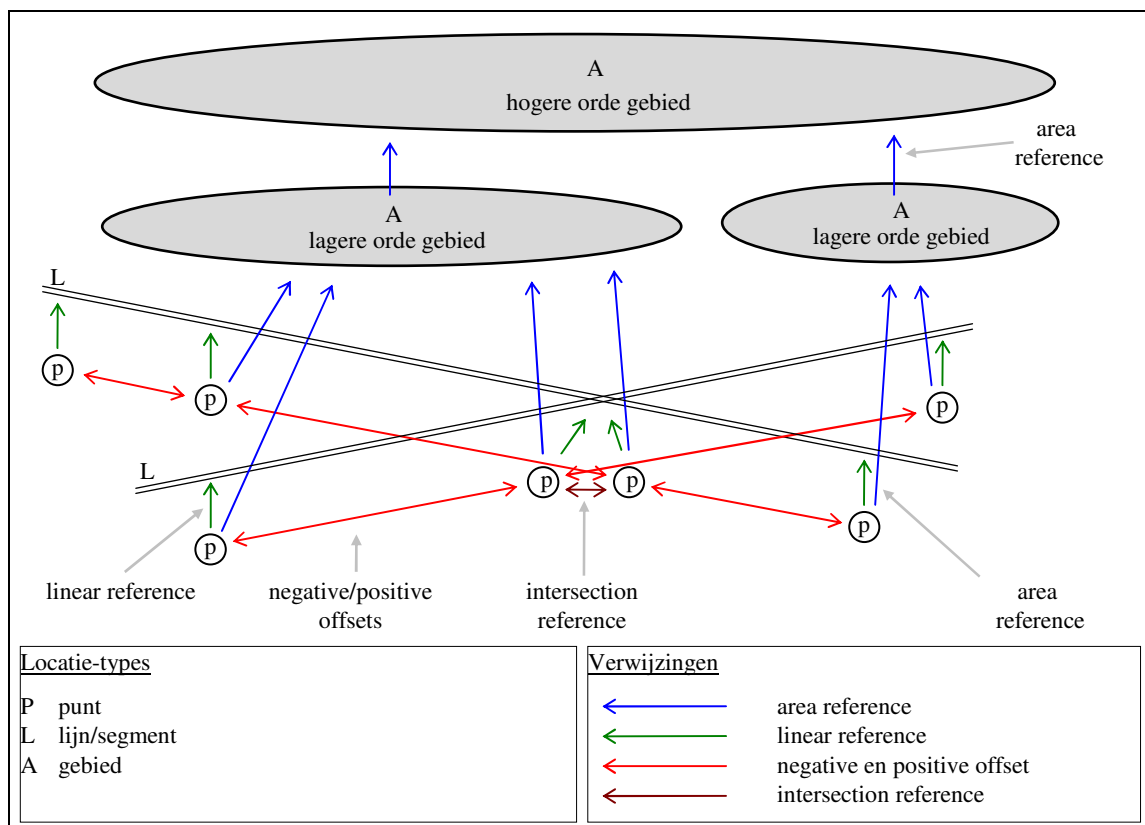 A
hogere orde gebied
area
reference
A
lagere orde gebied
A
lagere orde gebied
L
p
p
p
L
p
p
p
p
linear reference
negative/positive
offsets
intersection
reference
area
reference
Locatie-types
P punt
L lijn/segment
A gebied
Verwijzingen
area reference
linear reference
negative en positive offset
intersection reference